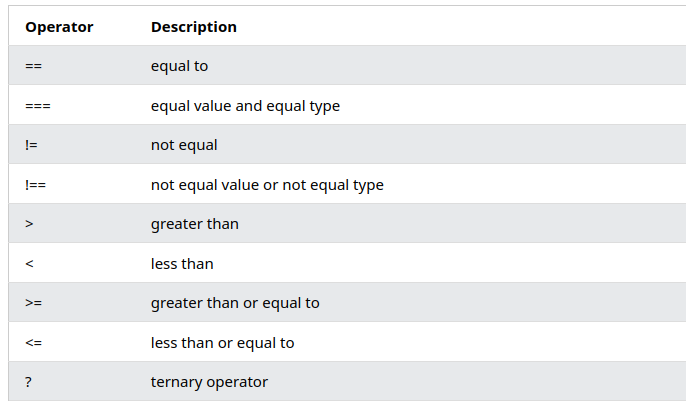 Operator Description
== equal to
=== equal value and equal type
!= not equal
!== not equal value or not equal type
> greater than
< less than
>= greater than or equal to
<= less than or equal to
? ternary operator